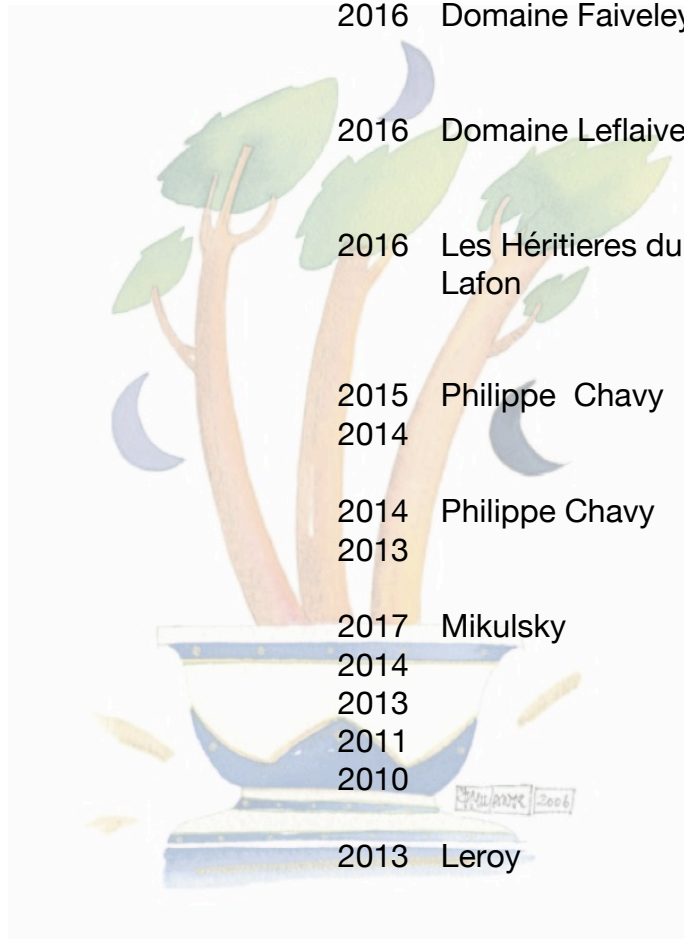 2016 Domaine Faiveley
2016 Domaine Leflaive
2016 Les Héritieres du
Lafon
2015 Philippe Chavy
2014
2014 Philippe Chavy
2013
2017 Mikulsky
2014
2013
2011
2010
2006
2013 Leroy